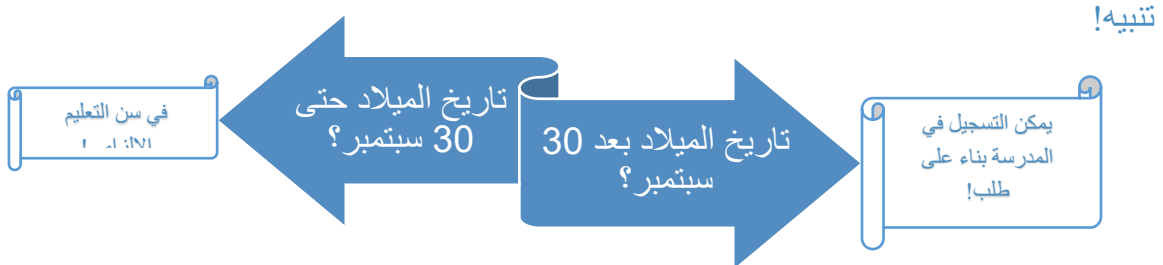 تنبيه!
يمكن التسجيل في
المدرسة بناء على
طلب!
تاريخ الميلاد بعد 30
سبتمبر؟
تاريخ الميلاد حتى
30 سبتمبر؟
في سن التعليم